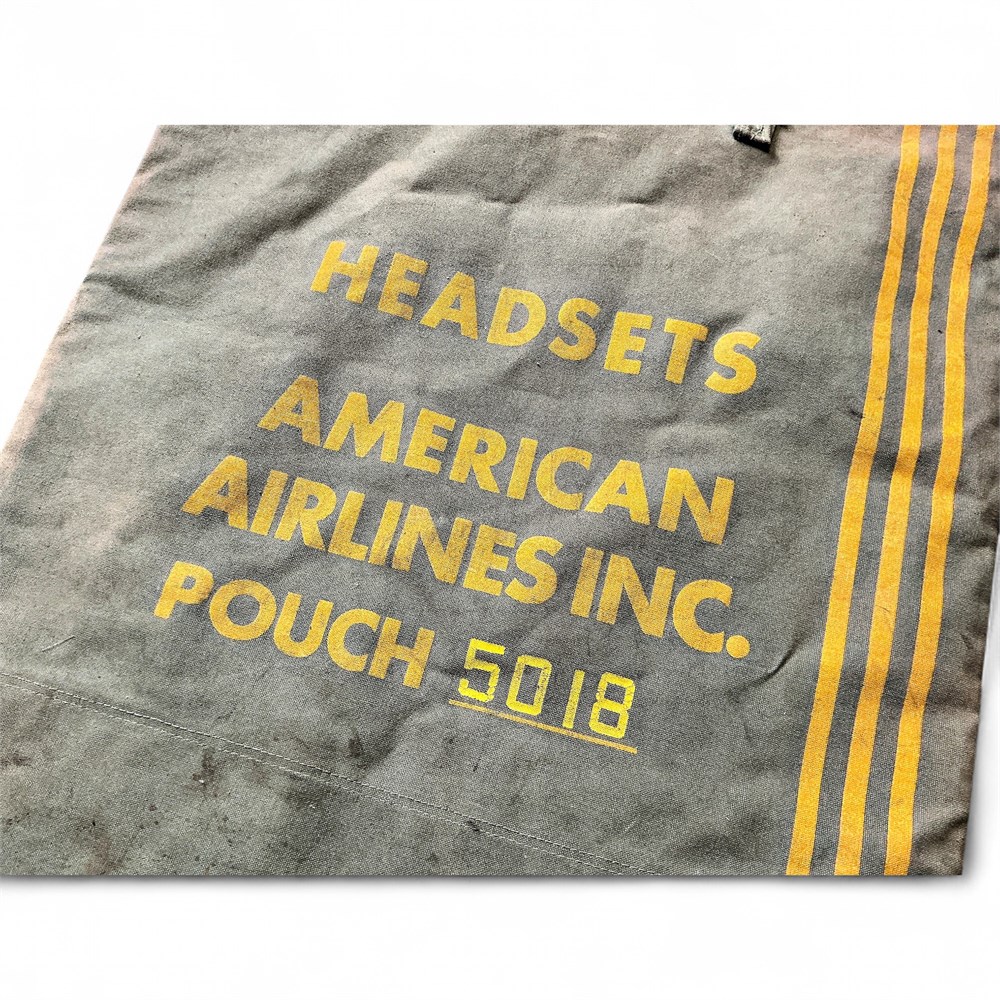 HEADSETS
AMERICAN
AIRLINES INC.
POUCH 5018